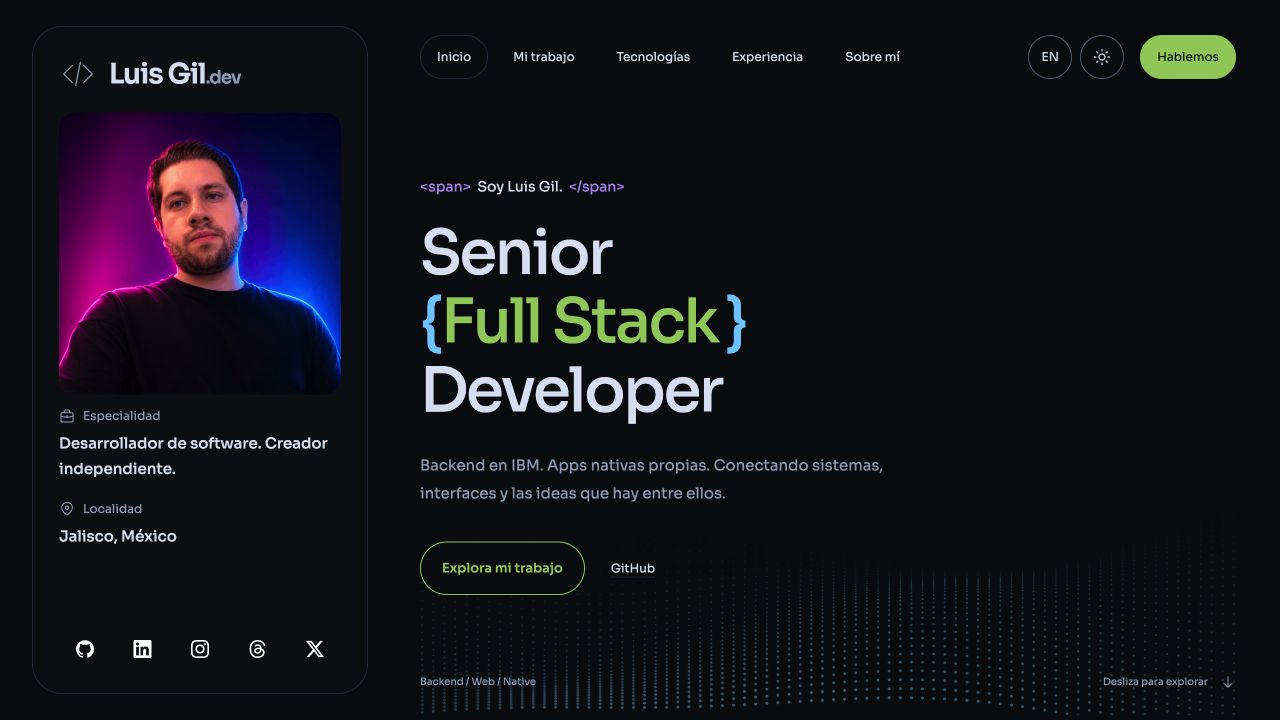 </> Luis Gil.dev
Especialidad
Desarrollador de software. Creador
independiente.
Localidad
Jalisco, México
Inicio
Mi trabajo
Tecnologías
Experiencia
Sobre mí
EN
Hablemos
<span> Soy Luis Gil. </span>
Senior
{Full Stack}
Developer
Backend en IBM. Apps nativas propias. Conectando sistemas,
interfaces y las ideas que hay entre ellos.
Explora mi trabajo
GitHub
Backend / Web / Native
Desliza para explorar